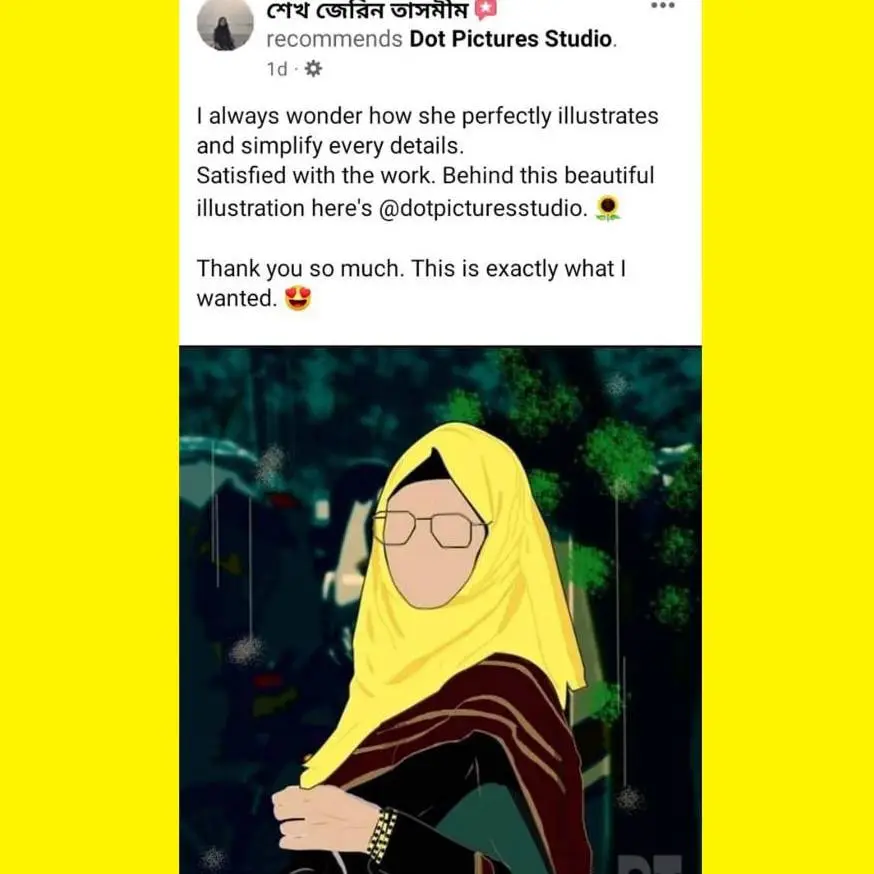 শেখ জেরিন তাসমীম
recommends Dot Pictures Studio.
1d ·
I always wonder how she perfectly illustrates
and simplify every details.
Satisfied with the work. Behind this beautiful
illustration here's @dotpicturesstudio. 🌻
Thank you so much. This is exactly what I
wanted. 😍